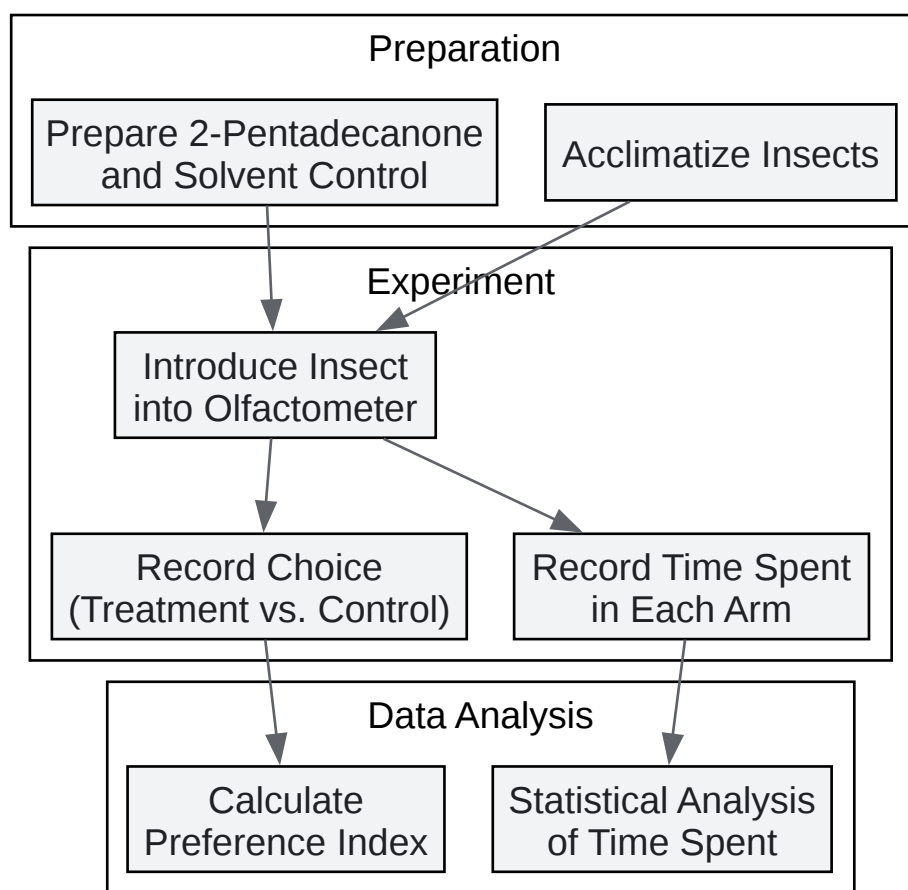 Preparation
Prepare 2-Pentadecanone
and Solvent Control
Acclimatize Insects
Experiment
Introduce Insect
into Olfactometer
Record Choice
(Treatment vs. Control)
Record Time Spent
in Each Arm
Data Analysis
Calculate
Preference Index
Statistical Analysis
of Time Spent